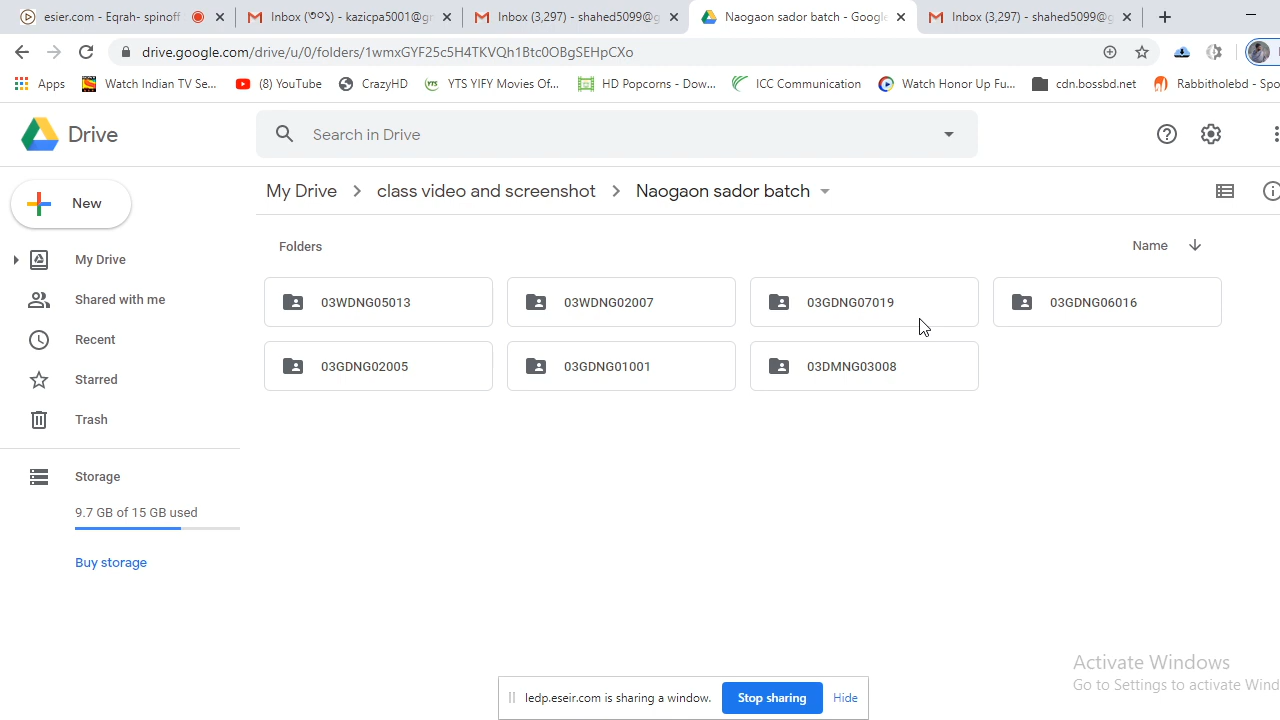 esier.com - Eqrah- spinoff
Inbox (৭০১) - kazicpa5001@gr
Inbox (3,297) - shahed5099@g
Naogaon sador batch - Google
Inbox (3,297) - shahed5099@g
drive.google.com/drive/u/0/folders/1wmxGYF25c5H4TKVQh1Btc0OBgSEHpCXo
Apps
Watch Indian TV Se...
(8) YouTube
CrazyHD
YTS YIFY Movies Of...
HD Popcorns - Dow...
ICC Communication
Watch Honor Up Fu...
cdn.bossbd.net
Rabbitholebd - Spo
Drive
Search in Drive
New
My Drive > class video and screenshot > Naogaon sador batch
My Drive
Shared with me
Recent
Starred
Trash
Storage
9.7 GB of 15 GB used
Buy storage
Folders
Name
03WDNG05013
03WDNG02007
03GDNG07019
03GDNG06016
03GDNG02005
03GDNG01001
03DMNG03008
Activate Windows
Go to Settings to activate Wind
ledp.eseir.com is sharing a window.
Stop sharing
Hide